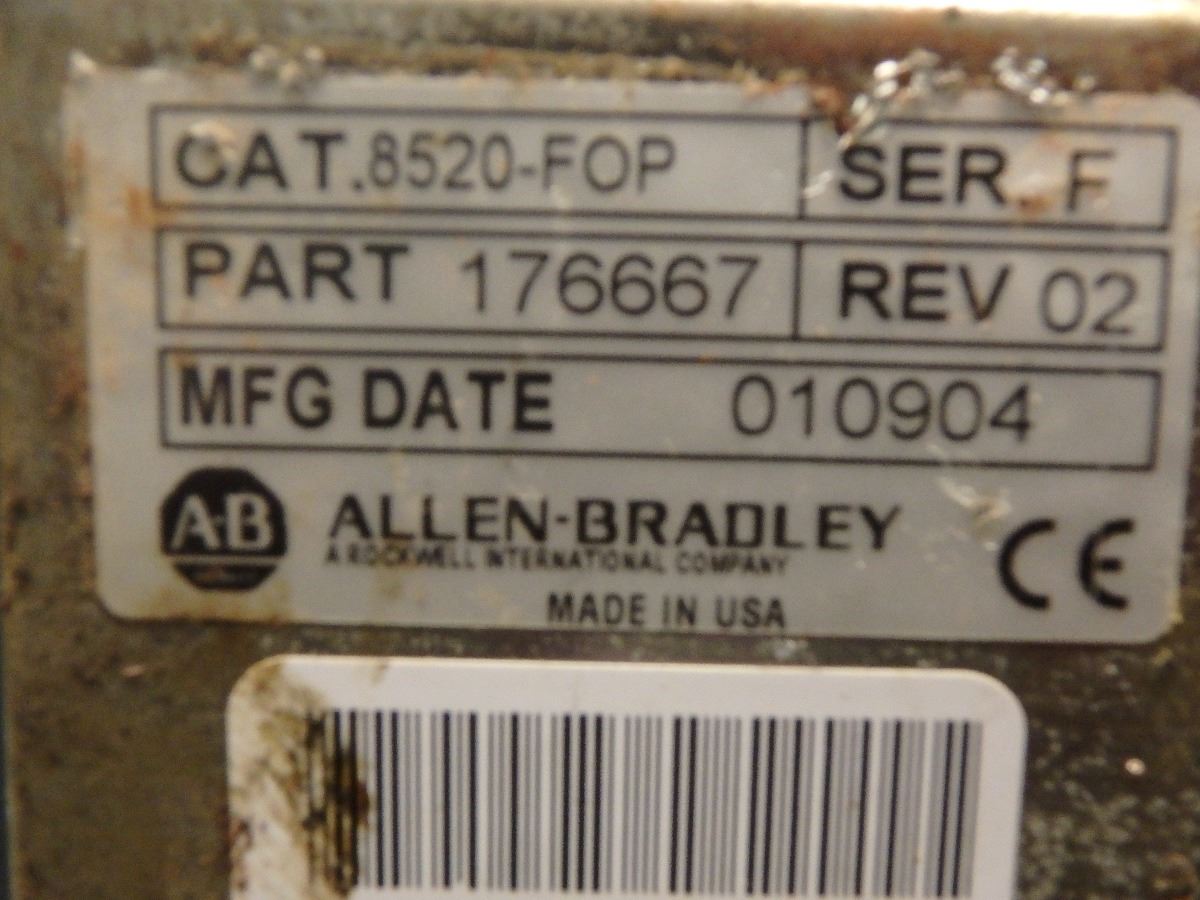 CAT.8520-FOP SER F
PART 176667 REV 02
MFG DATE 010904
A-B ALLEN-BRADLEY
A ROCKWELL INTERNATIONAL COMPANY
MADE IN USA
CE